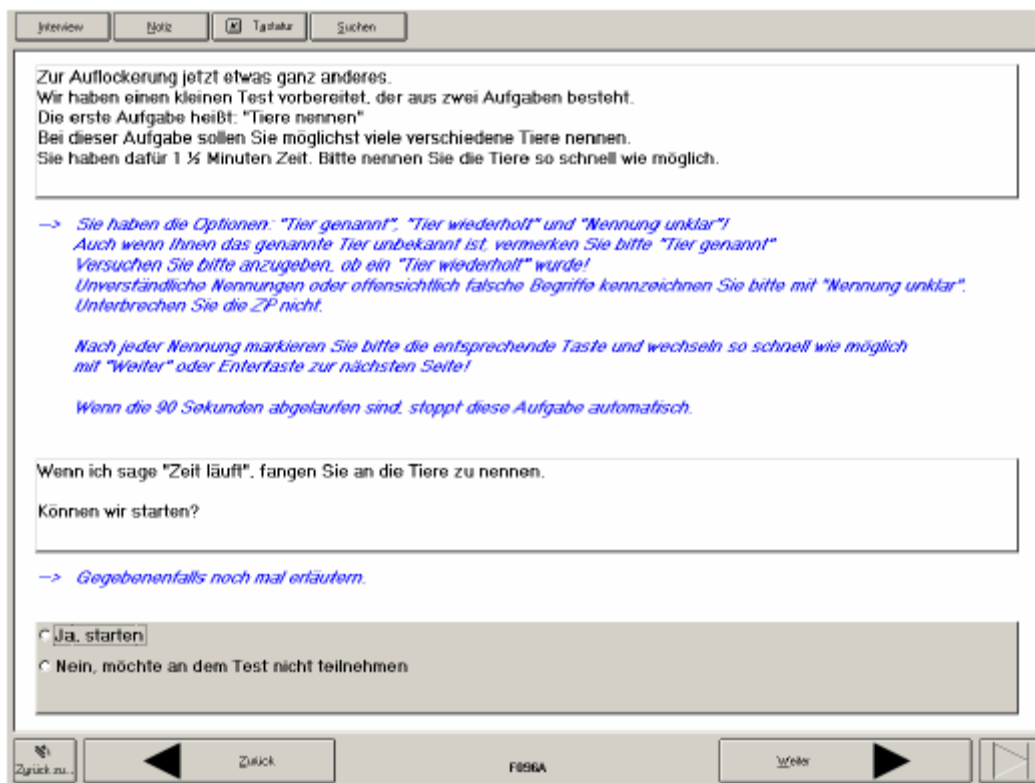 Interview Notiz Tastatur Suchen
Zur Auflockerung jetzt etwas ganz anderes.
Wir haben einen kleinen Test vorbereitet, der aus zwei Aufgaben besteht.
Die erste Aufgabe heißt: "Tiere nennen"
Bei dieser Aufgabe sollen Sie möglichst viele verschiedene Tiere nennen.
Sie haben dafür 1 ½ Minuten Zeit. Bitte nennen Sie die Tiere so schnell wie möglich.
--> Sie haben die Optionen: "Tier genannt", "Tier wiederholt" und "Nennung unklar"!
Auch wenn Ihnen das genannte Tier unbekannt ist, vermerken Sie bitte "Tier genannt"
Versuchen Sie bitte anzugeben, ob ein "Tier wiederholt" wurde!
Unverständliche Nennungen oder offensichtlich falsche Begriffe kennzeichnen Sie bitte mit "Nennung unklar".
Unterbrechen Sie die ZP nicht.
Nach jeder Nennung markieren Sie bitte die entsprechende Taste und wechseln so schnell wie möglich
mit "Weiter" oder Entertaste zur nächsten Seite!
Wenn die 90 Sekunden abgelaufen sind, stoppt diese Aufgabe automatisch.
Wenn ich sage "Zeit läuft", fangen Sie an die Tiere zu nennen.
Können wir starten?
--> Gegebenenfalls noch mal erläutern.
Ja, starten
Nein, möchte an dem Test nicht teilnehmen
Zurück zu... Zurück F096A Weiter